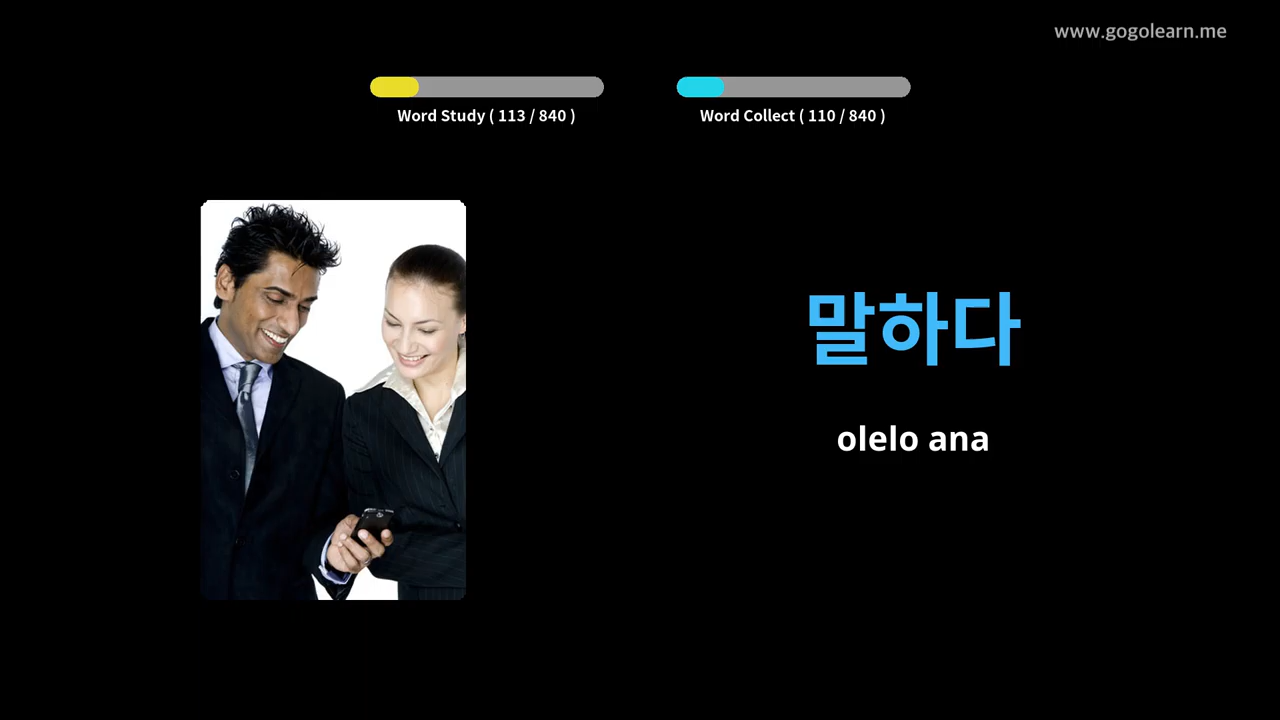 www.gogolearn.me
Word Study ( 113 / 840 )
Word Collect ( 110 / 840 )
말하다
olelo ana